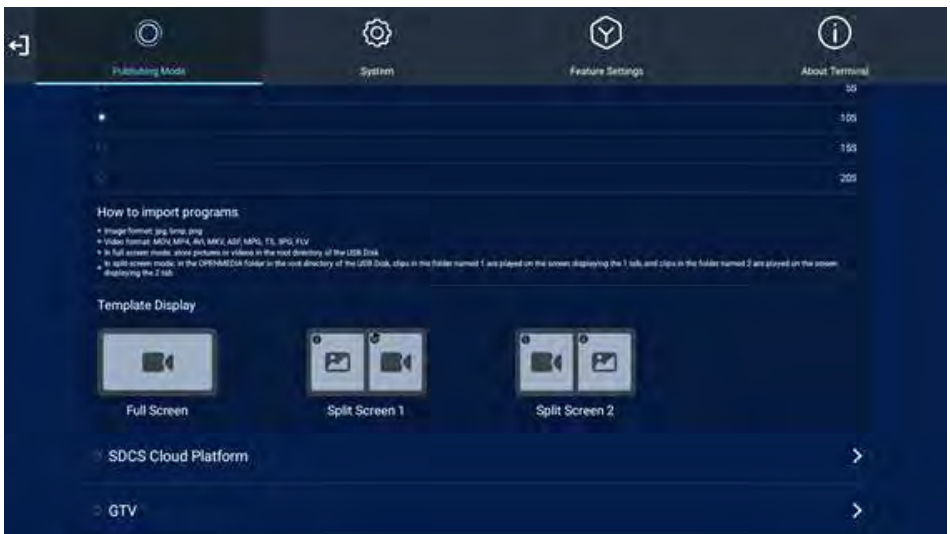 Publishing Mode
System
Feature Settings
About Terminal
5S
10S
15S
20S
How to import programs
Image format: jpg, bmp, png
Video format: MOV, MP4, AVI, MKV, ASF, MPG, TS, 3PG, FLV
In full screen mode, store pictures or videos in the root directory of the USB Disk
In split-screen mode: in the OPENMEDIA folder in the root directory of the USB Disk, clips in the folder named 1 are played on the screen displaying the 1 tab, and clips in the folder named 2 are played on the screen
displaying the 2 tab
Template Display
Full Screen
Split Screen 1
Split Screen 2
SDCS Cloud Platform
GTV